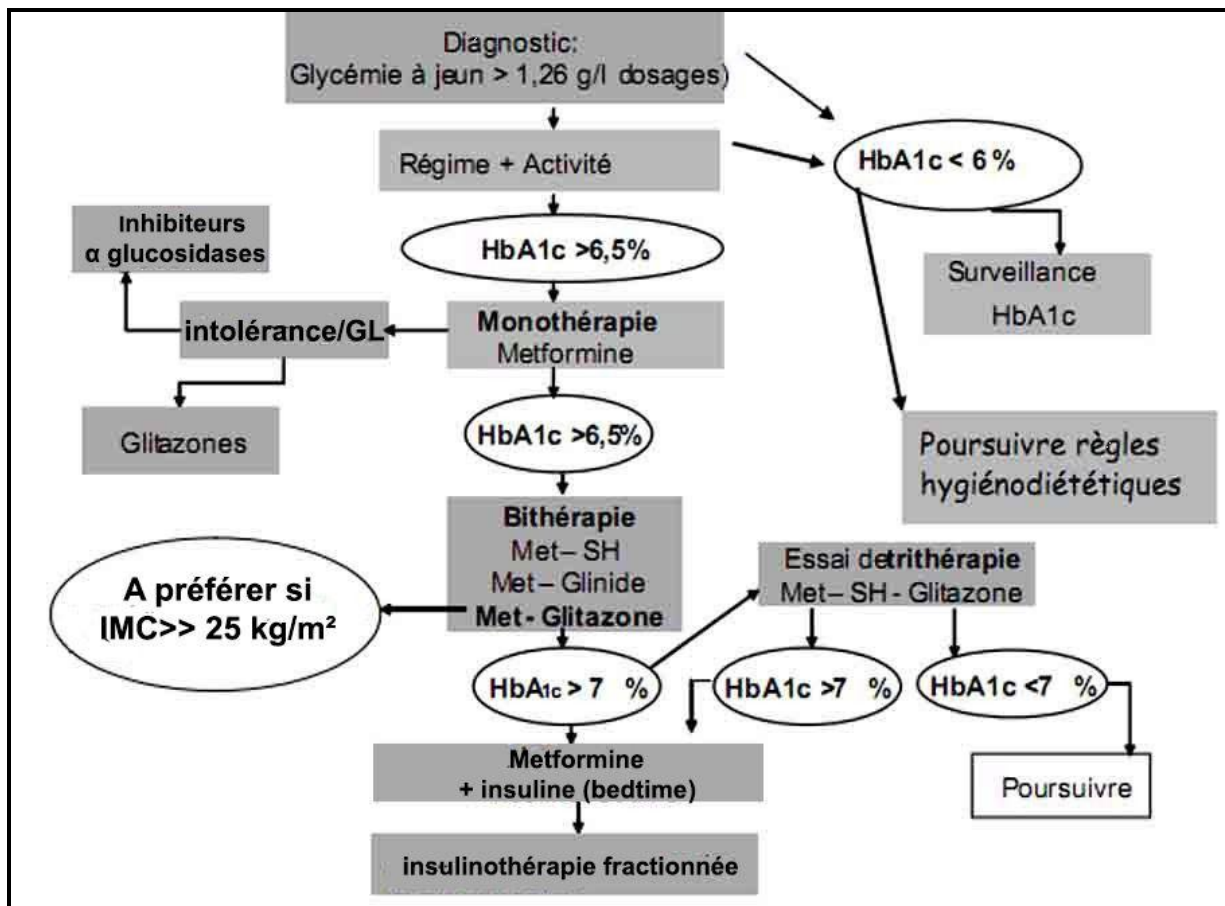 Diagnostic:
Glycémie à jeun > 1,26 g/l dosages)
Régime + Activité
HbA1c < 6 %
HbA1c >6,5%
Inhibiteurs
α glucosidases
Surveillance
HbA1c
intolérance/GL
Monothérapie
Metformine
Glitazones
HbA1c >6,5%
Poursuivre règles
hygiénodiététiques
Bithérapie
Met – SH
Met – Glinide
Met - Glitazone
Essai de trithérapie
Met – SH - Glitazone
A préférer si
IMC>> 25 kg/m²
HbA1c > 7 %
HbA1c >7 %
HbA1c <7 %
Metformine
+ insuline (bedtime)
Poursuivre
insulinothérapie fractionnée